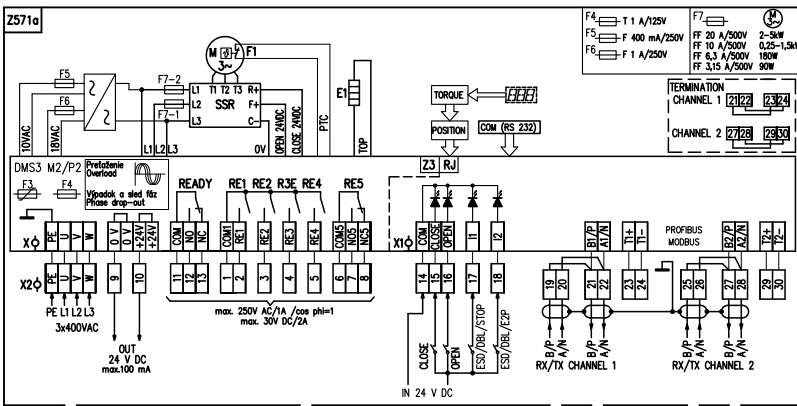 Z571a
F4 T 1 A/125V
F5 F 400 mA/250V
F6 F 1 A/250V
F7 M 3~
FF 20 A/500V 2-5kW
FF 10 A/500V 0,25-1,5kW
FF 6,3 A/500V 180W
FF 3,15 A/500V 90W
TERMINATION
CHANNEL 1 21 22 23 24
CHANNEL 2 27 28 29 30
M 3~ F1
F5
F6
F7-2
F7-1
L1 T1 T2 T3 R+
L2 SSR F+
L3 C-
10VAC
18VAC
L1 L2 L3
0V
OPEN 24VDC
CLOSE 24VDC
PTC
E1
TOP
TORQUE
POSITION
COM (RS 232)
DMS3 M2/P2
F3
F4
Preťaženie
Overload
Výpadok a sled fáz
Phase drop-out
Z3 RJ
READY RE1 RE2 R3E RE4 RE5
X
PE U V W
0 V
+24V
+24V
COM NO NC
COM1 RE1 RE2 RE3 RE4
COM5 NO5 NC5
X1
COM CLOSE OPEN I1 I2
B1/P A1/N T1+ T1-
PROFIBUS
MODBUS
B2/P A2/N T2+ T2-
X2
PE U V W
9 10 11 12 13 1 2 3 4 5 6 7 8
14 15 16 17 18
19 20 21 22 23 24 25 26 27 28 29 30
PE L1 L2 L3
3x400VAC
OUT
24 V DC
max.100 mA
max. 250V AC/1A /cos phi=1
max. 30V DC/2A
CLOSE
OPEN
ESD/DBL/STOP
ESD/DBL/E2P
IN 24 V DC
B/P A/N B/P A/N
RX/TX CHANNEL 1
B/P A/N B/P A/N
RX/TX CHANNEL 2